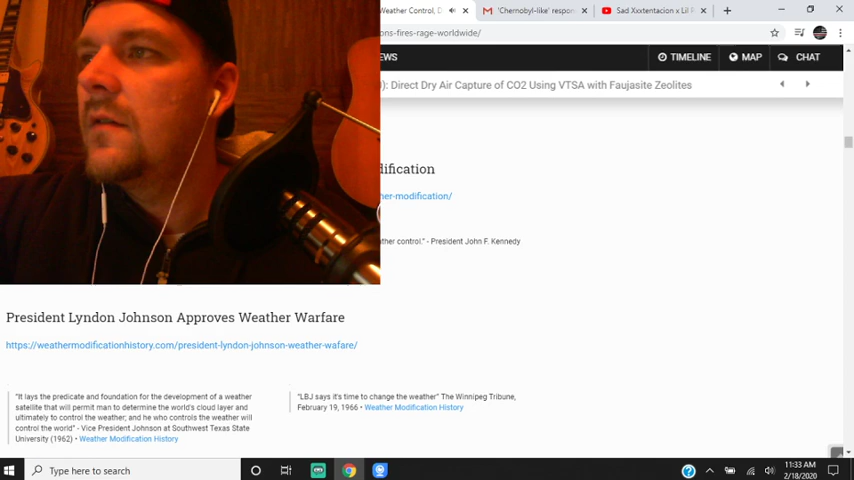 Weather Control, D
'Chernobyl-like' respon
Sad Xxxtentacion x Lil P
ons-fires-rage-worldwide/
EWS
TIMELINE
MAP
CHAT
): Direct Dry Air Capture of CO2 Using VTSA with Faujasite Zeolites
dification
her-modification/
ther control." - President John F. Kennedy
President Lyndon Johnson Approves Weather Warfare
https://weathermodificationhistory.com/president-lyndon-johnson-weather-wafare/
"It lays the predicate and foundation for the development of a weather
satellite that will permit man to determine the world's cloud layer and
ultimately to control the weather; and he who controls the weather will
control the world" - Vice President Johnson at Southwest Texas State
University (1962) • Weather Modification History
"LBJ says it's time to change the weather" The Winnipeg Tribune,
February 19, 1966 • Weather Modification History
Type here to search
11:33 AM
2/18/2020